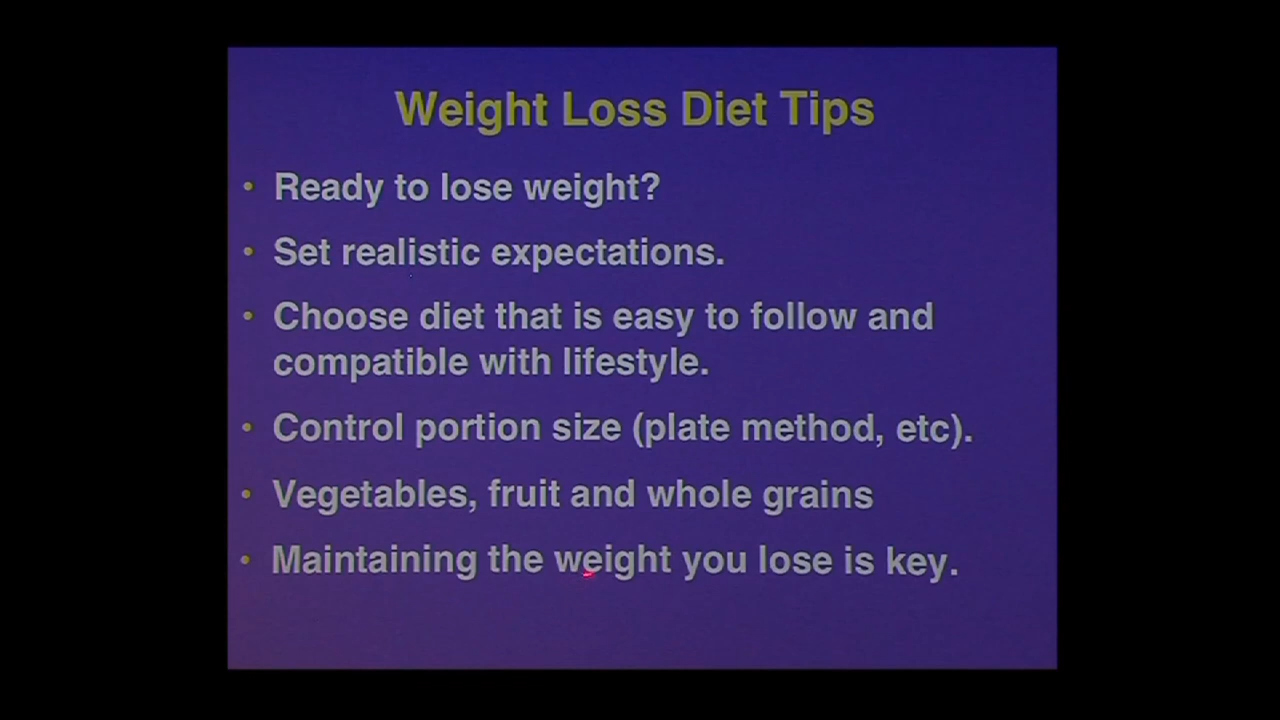 Weight Loss Diet Tips
• Ready to lose weight?
• Set realistic expectations.
• Choose diet that is easy to follow and
compatible with lifestyle.
• Control portion size (plate method, etc).
• Vegetables, fruit and whole grains
• Maintaining the weight you lose is key.